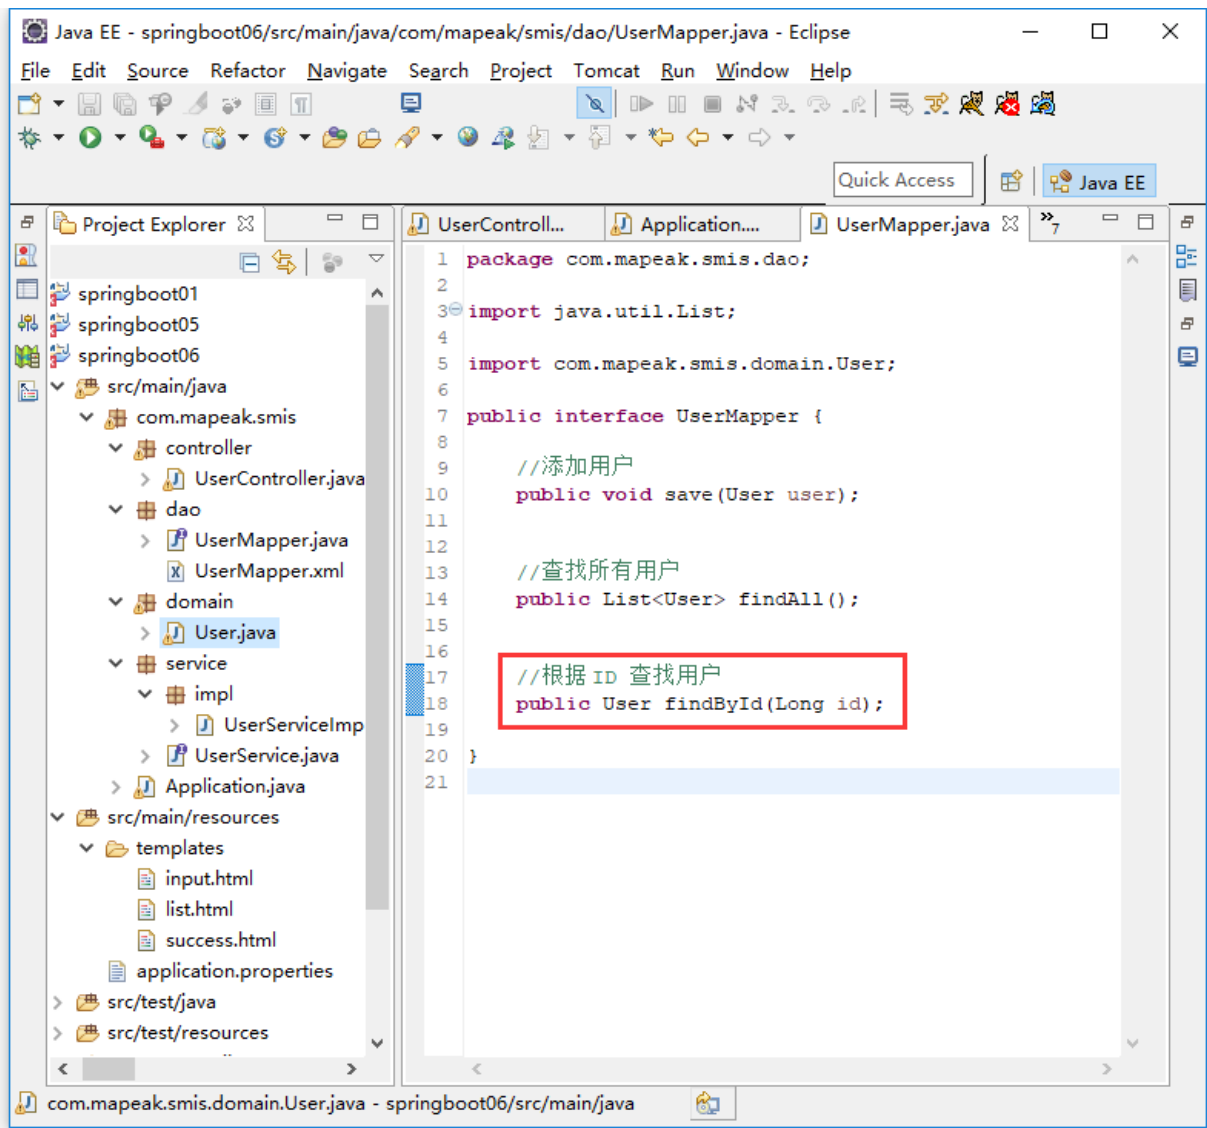 Java EE - springboot06/src/main/java/com/mapeak/smis/dao/UserMapper.java - Eclipse
File Edit Source Refactor Navigate Search Project Tomcat Run Window Help
Quick Access
Java EE
Project Explorer
springboot01
springboot05
springboot06
src/main/java
com.mapeak.smis
controller
UserController.java
dao
UserMapper.java
UserMapper.xml
domain
User.java
service
impl
UserServiceImp
UserService.java
Application.java
src/main/resources
templates
input.html
list.html
success.html
application.properties
src/test/java
src/test/resources
UserControll... Application.... UserMapper.java »7
1 package com.mapeak.smis.dao;
2
3 import java.util.List;
4
5 import com.mapeak.smis.domain.User;
6
7 public interface UserMapper {
8
9 //添加用户
10 public void save(User user);
11
12
13 //查找所有用户
14 public List<User> findAll();
15
16
17 //根据 ID 查找用户
18 public User findById(Long id);
19
20 }
21
com.mapeak.smis.domain.User.java - springboot06/src/main/java